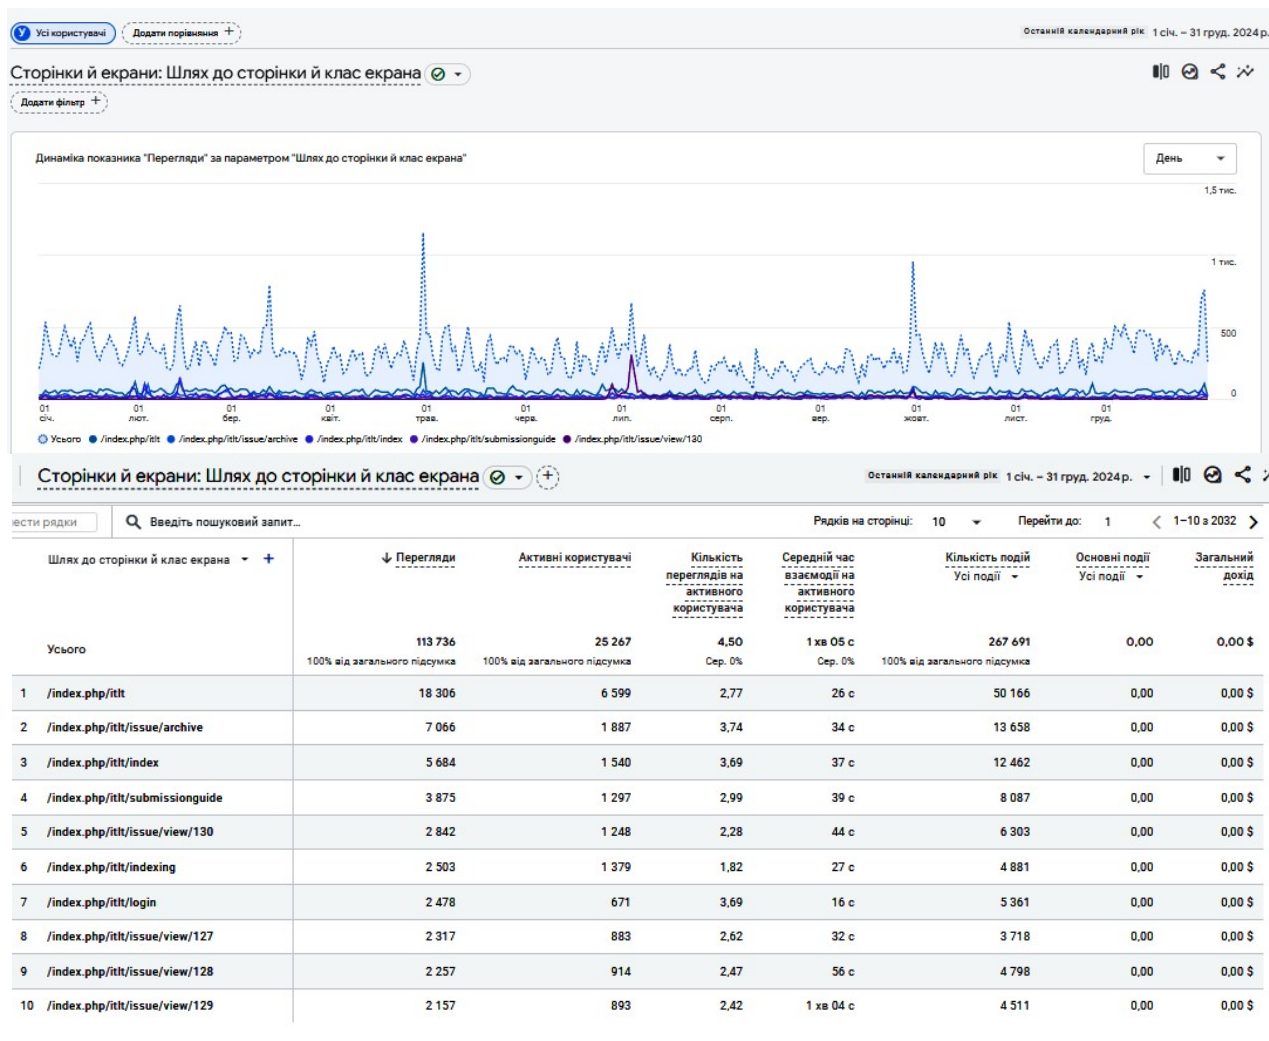 У Усі користувачі Додати порівняння + Останній календарний рік 1 січ. – 31 груд. 2024 р.
Сторінки й екрани: Шлях до сторінки й клас екрана
Додати фільтр +
Динаміка показника "Перегляди" за параметром "Шлях до сторінки й клас екрана" День
1,5 тис.
1 тис.
500
0
01 01 01 01 01 01 01 01 01 01 01 01
січ. лют. бер. квіт. трав. черв. лип. серп. вер. жовт. лист. груд.
Усього /index.php/itlt /index.php/itlt/issue/archive /index.php/itlt/index /index.php/itlt/submissionguide /index.php/itlt/issue/view/130
Сторінки й екрани: Шлях до сторінки й клас екрана + Останній календарний рік 1 січ. – 31 груд. 2024 р.
ести рядки Введіть пошуковий запит... Рядків на сторінці: 10 Перейти до: 1 1–10 з 2032
Шлях до сторінки й клас екрана + Перегляди Активні користувачі Кількість Середній час Кількість подій Основні події Загальний
переглядів на взаємодії на Усі події Усі події дохід
активного активного
користувача користувача
Усього 113 736 25 267 4,50 1 хв 05 с 267 691 0,00 0,00 $
100% від загального підсумка 100% від загального підсумка Сер. 0% Сер. 0% 100% від загального підсумка
1 /index.php/itlt 18 306 6 599 2,77 26 с 50 166 0,00 0,00 $
2 /index.php/itlt/issue/archive 7 066 1 887 3,74 34 с 13 658 0,00 0,00 $
3 /index.php/itlt/index 5 684 1 540 3,69 37 с 12 462 0,00 0,00 $
4 /index.php/itlt/submissionguide 3 875 1 297 2,99 39 с 8 087 0,00 0,00 $
5 /index.php/itlt/issue/view/130 2 842 1 248 2,28 44 с 6 303 0,00 0,00 $
6 /index.php/itlt/indexing 2 503 1 379 1,82 27 с 4 881 0,00 0,00 $
7 /index.php/itlt/login 2 478 671 3,69 16 с 5 361 0,00 0,00 $
8 /index.php/itlt/issue/view/127 2 317 883 2,62 32 с 3 718 0,00 0,00 $
9 /index.php/itlt/issue/view/128 2 257 914 2,47 56 с 4 798 0,00 0,00 $
10 /index.php/itlt/issue/view/129 2 157 893 2,42 1 хв 04 с 4 511 0,00 0,00 $